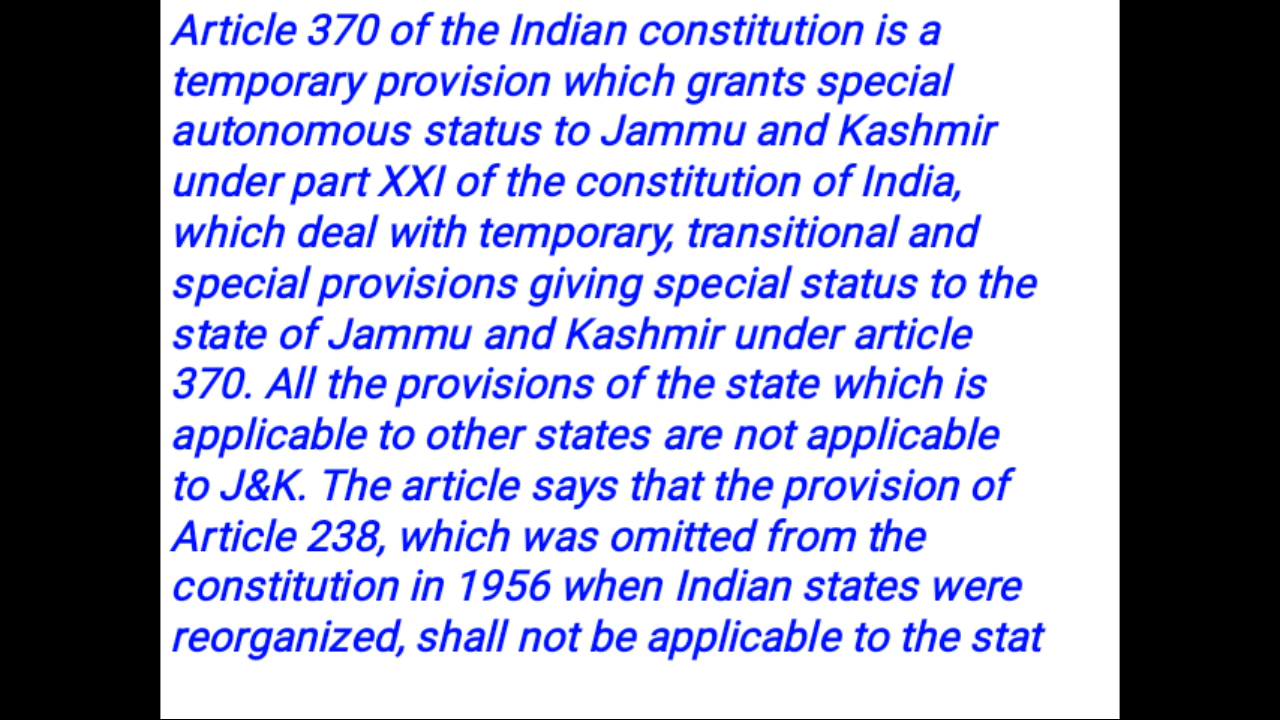 Article 370 of the Indian constitution is a
temporary provision which grants special
autonomous status to Jammu and Kashmir
under part XXI of the constitution of India,
which deal with temporary, transitional and
special provisions giving special status to the
state of Jammu and Kashmir under article
370. All the provisions of the state which is
applicable to other states are not applicable
to J&K. The article says that the provision of
Article 238, which was omitted from the
constitution in 1956 when Indian states were
reorganized, shall not be applicable to the stat